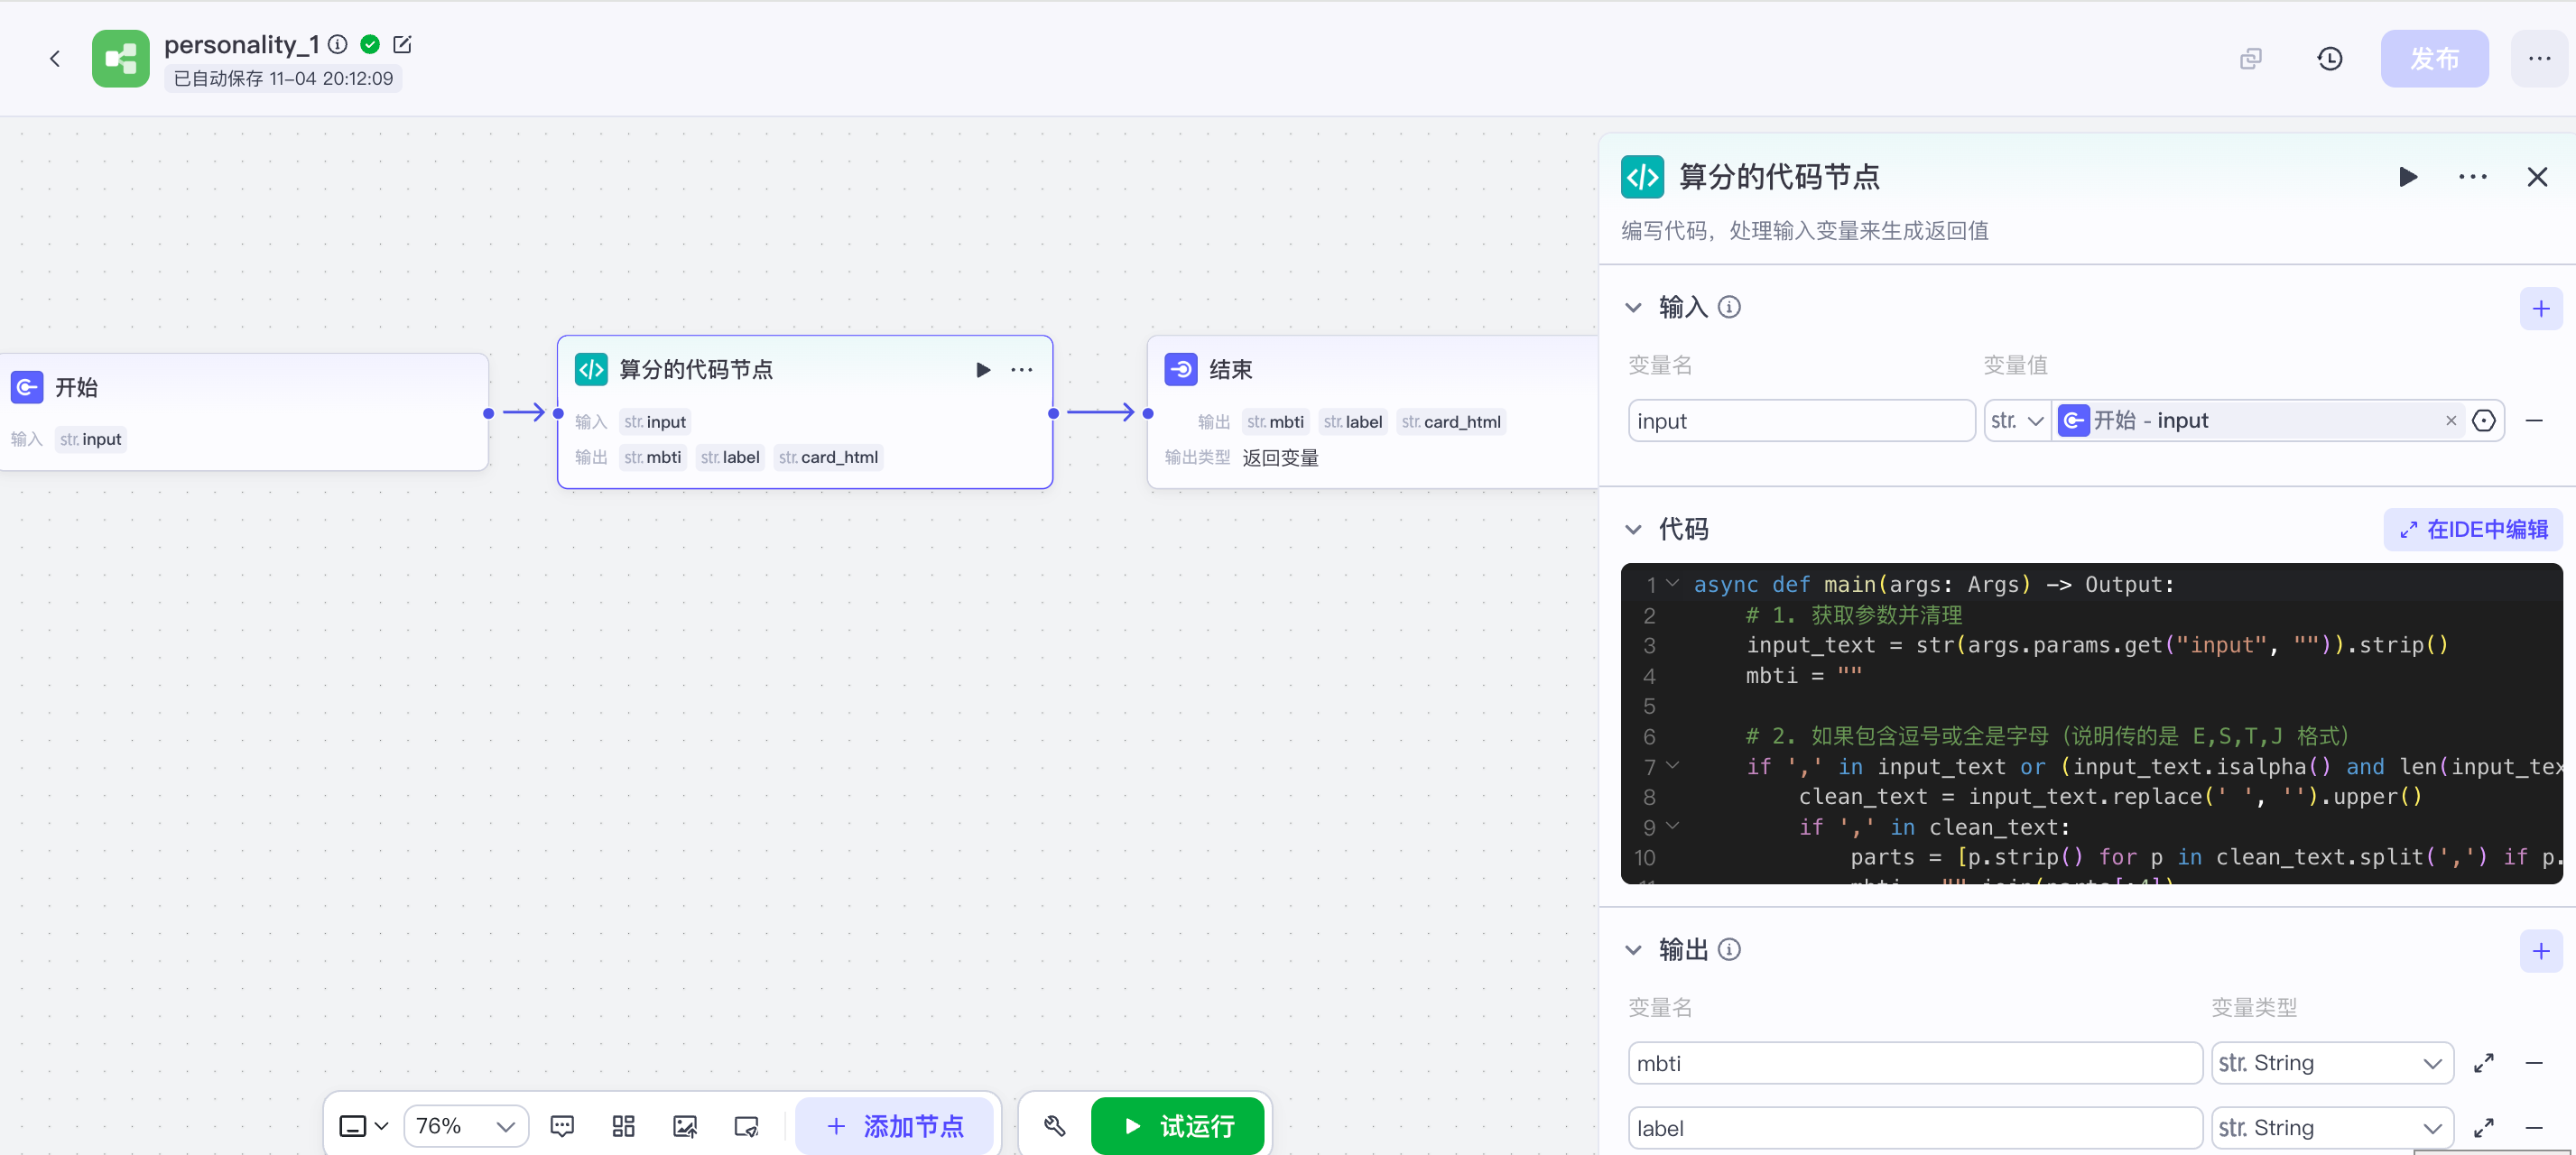 personality_1
已自动保存 11-04 20:12:09
发布
开始
输入 str. input
算分的代码节点
输入 str. input
输出 str. mbti str. label str. card_html
结束
输出 str. mbti str. label str. card_html
输出类型 返回变量
算分的代码节点
编写代码，处理输入变量来生成返回值
输入
变量名 变量值
input str. 开始 - input
代码
在IDE中编辑
1 async def main(args: Args) -> Output:
2 # 1. 获取参数并清理
3 input_text = str(args.params.get("input", "")).strip()
4 mbti = ""
5
6 # 2. 如果包含逗号或全是字母（说明传的是 E,S,T,J 格式）
7 if ',' in input_text or (input_text.isalpha() and len(input_tex
8 clean_text = input_text.replace(' ', '').upper()
9 if ',' in clean_text:
10 parts = [p.strip() for p in clean_text.split(',') if p.
输出
变量名 变量类型
mbti str. String
label str. String
76%
添加节点
试运行